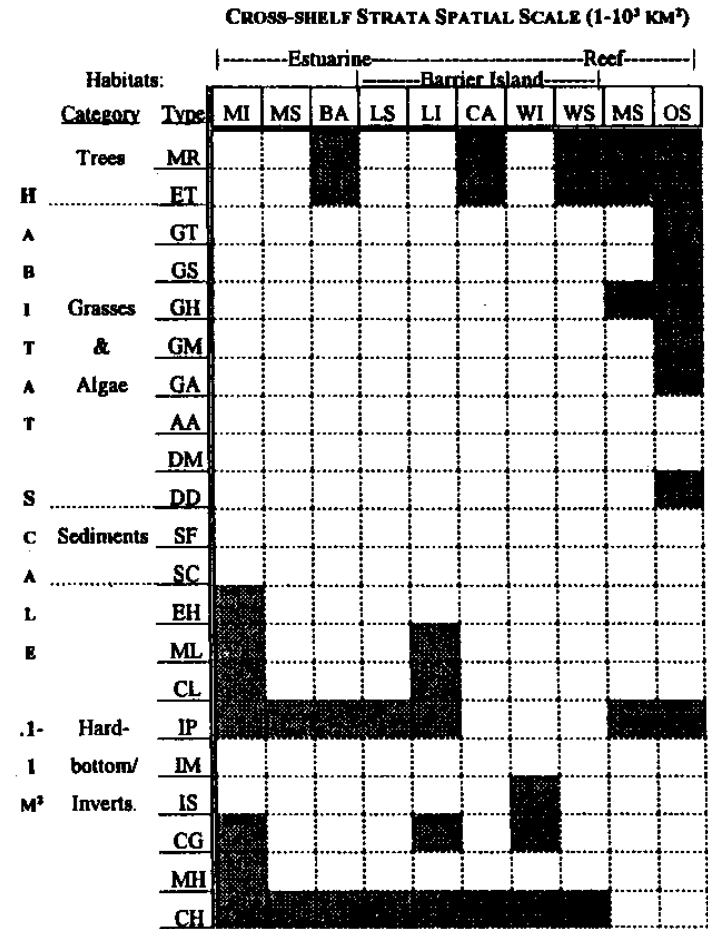 CROSS-SHELF STRATA SPATIAL SCALE (1-10³ KM²)
|--------Estuarine--------------------------Reef--------|
Habitats: |------Barrier Island------|
Category Type MI MS BA LS LI CA WI WS MS OS
Trees MR
H ET
A GT
B GS
I Grasses GH
T & GM
A Algae GA
T AA
DM
S DD
C Sediments SF
A SC
L EH
E ML
CL
.1- Hard- IP
1 bottom/ IM
M² Inverts. IS
CG
MH
CH